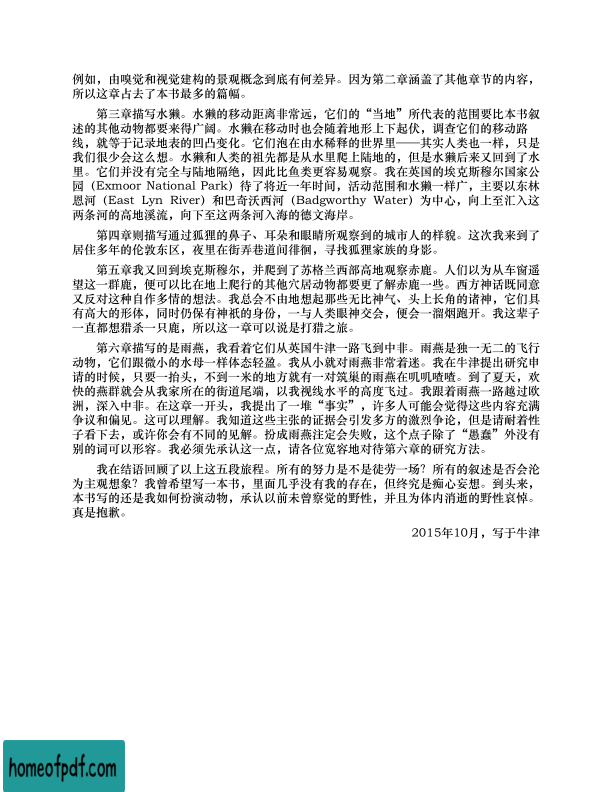 例如，由嗅觉和视觉建构的景观概念到底有何差异。因为第二章涵盖了其他章节的内容，
所以这章占去了本书最多的篇幅。
第三章描写水獭。水獭的移动距离非常远，它们的“当地”所代表的范围要比本书叙
述的其他动物都要来得广阔。水獭在移动时也会随着地形上下起伏，调查它们的移动路
线，就等于记录地表的凹凸变化。它们泡在由水稀释的世界里——其实人类也一样，只是
我们很少会这么想。水獭和人类的祖先都是从水里爬上陆地的，但是水獭后来又回到了水
里。它们并没有完全与陆地隔绝，因此比鱼类更容易观察。我在英国的埃克斯穆尔国家公
园（Exmoor National Park）待了将近一年时间，活动范围和水獭一样广，主要以东林
恩河（East Lyn River）和巴奇沃西河（Badgworthy Water）为中心，向上至汇入这
两条河的高地溪流，向下至这两条河入海的德文海岸。
第四章则描写通过狐狸的鼻子、耳朵和眼睛所观察到的城市人的样貌。这次我来到了
居住多年的伦敦东区，夜里在街弄巷道间徘徊，寻找狐狸家族的身影。
第五章我又回到埃克斯穆尔，并爬到了苏格兰西部高地观察赤鹿。人们以为从车窗遥
望这一群鹿，便可以比在地上爬行的其他穴居动物都要更了解赤鹿一些。西方神话既同意
又反对这种自作多情的想法。我总会不由地想起那些无比神气、头上长角的诸神，它们具
有高大的形体，同时仍保有神祇的身份，一与人类眼神交会，便会一溜烟跑开。我这辈子
一直都想猎杀一只鹿，所以这一章可以说是打猎之旅。
第六章描写的是雨燕，我看着它们从英国牛津一路飞到中非。雨燕是独一无二的飞行
动物，它们跟微小的水母一样体态轻盈。我从小就对雨燕非常着迷。我在牛津提出研究申
请的时候，只要一抬头，不到一米的地方就有一对筑巢的雨燕在叽叽喳喳。到了夏天，欢
快的燕群就会从我家所在的街道尾端，以我视线水平的高度飞过。我跟着雨燕一路越过欧
洲，深入中非。在这章一开头，我提出了一堆“事实”，许多人可能会觉得这些内容充满
争议和偏见。这可以理解。我知道这些主张的证据会引发多方的激烈争论，但是请耐着性
子看下去，或许你会有不同的见解。扮成雨燕注定会失败，这个点子除了“愚蠢”外没有
别的词可以形容。我必须先承认这一点，请各位宽容地对待第六章的研究方法。
我在结语回顾了以上这五段旅程。所有的努力是不是徒劳一场？所有的叙述是否会沦
为主观想象？我曾希望写一本书，里面几乎没有我的存在，但终究是痴心妄想。到头来，
本书写的还是我如何扮演动物，承认以前未曾察觉的野性，并且为体内消逝的野性哀悼。
真是抱歉。
2015年10月，写于牛津
homeofpdf.com